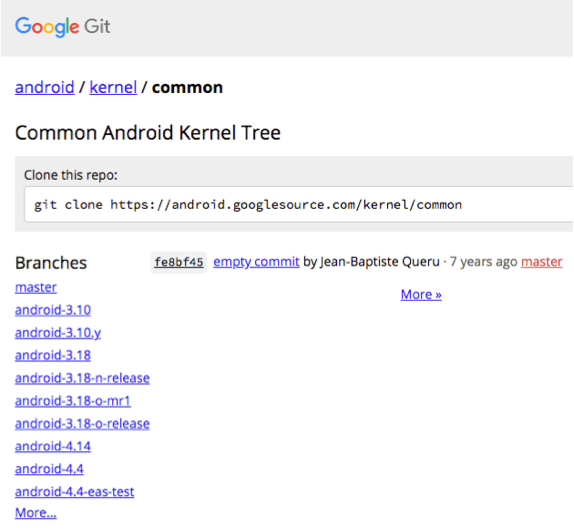 Google Git
android / kernel / common
Common Android Kernel Tree
Clone this repo:
git clone https://android.googlesource.com/kernel/common
Branches
master
android-3.10
android-3.10.y
android-3.18
android-3.18-n-release
android-3.18-o-mr1
android-3.18-o-release
android-4.14
android-4.4
android-4.4-eas-test
More...
fe8bf45 empty commit by Jean-Baptiste Queru · 7 years ago master
More »